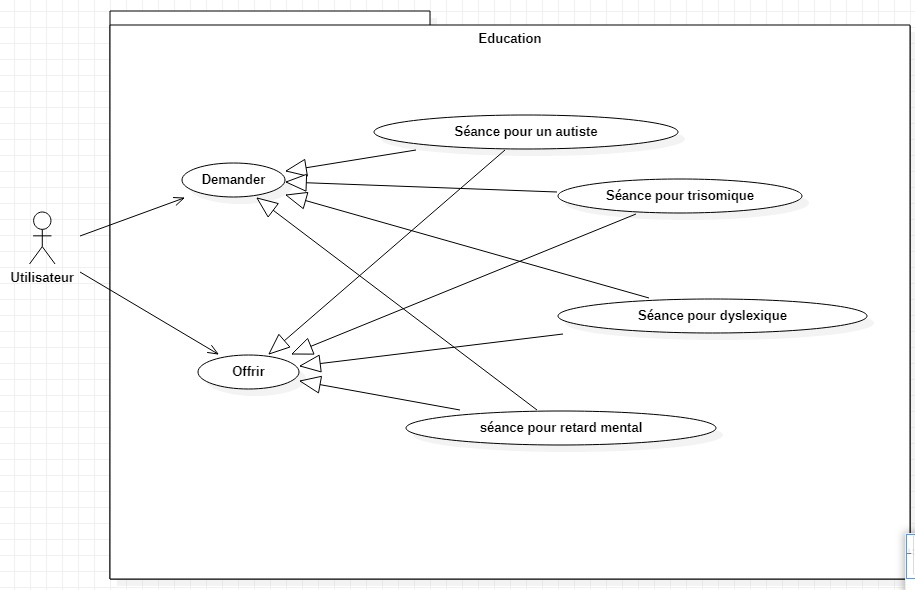 Education
Séance pour un autiste
Demander
Séance pour trisomique
Utilisateur
Séance pour dyslexique
Offrir
séance pour retard mental